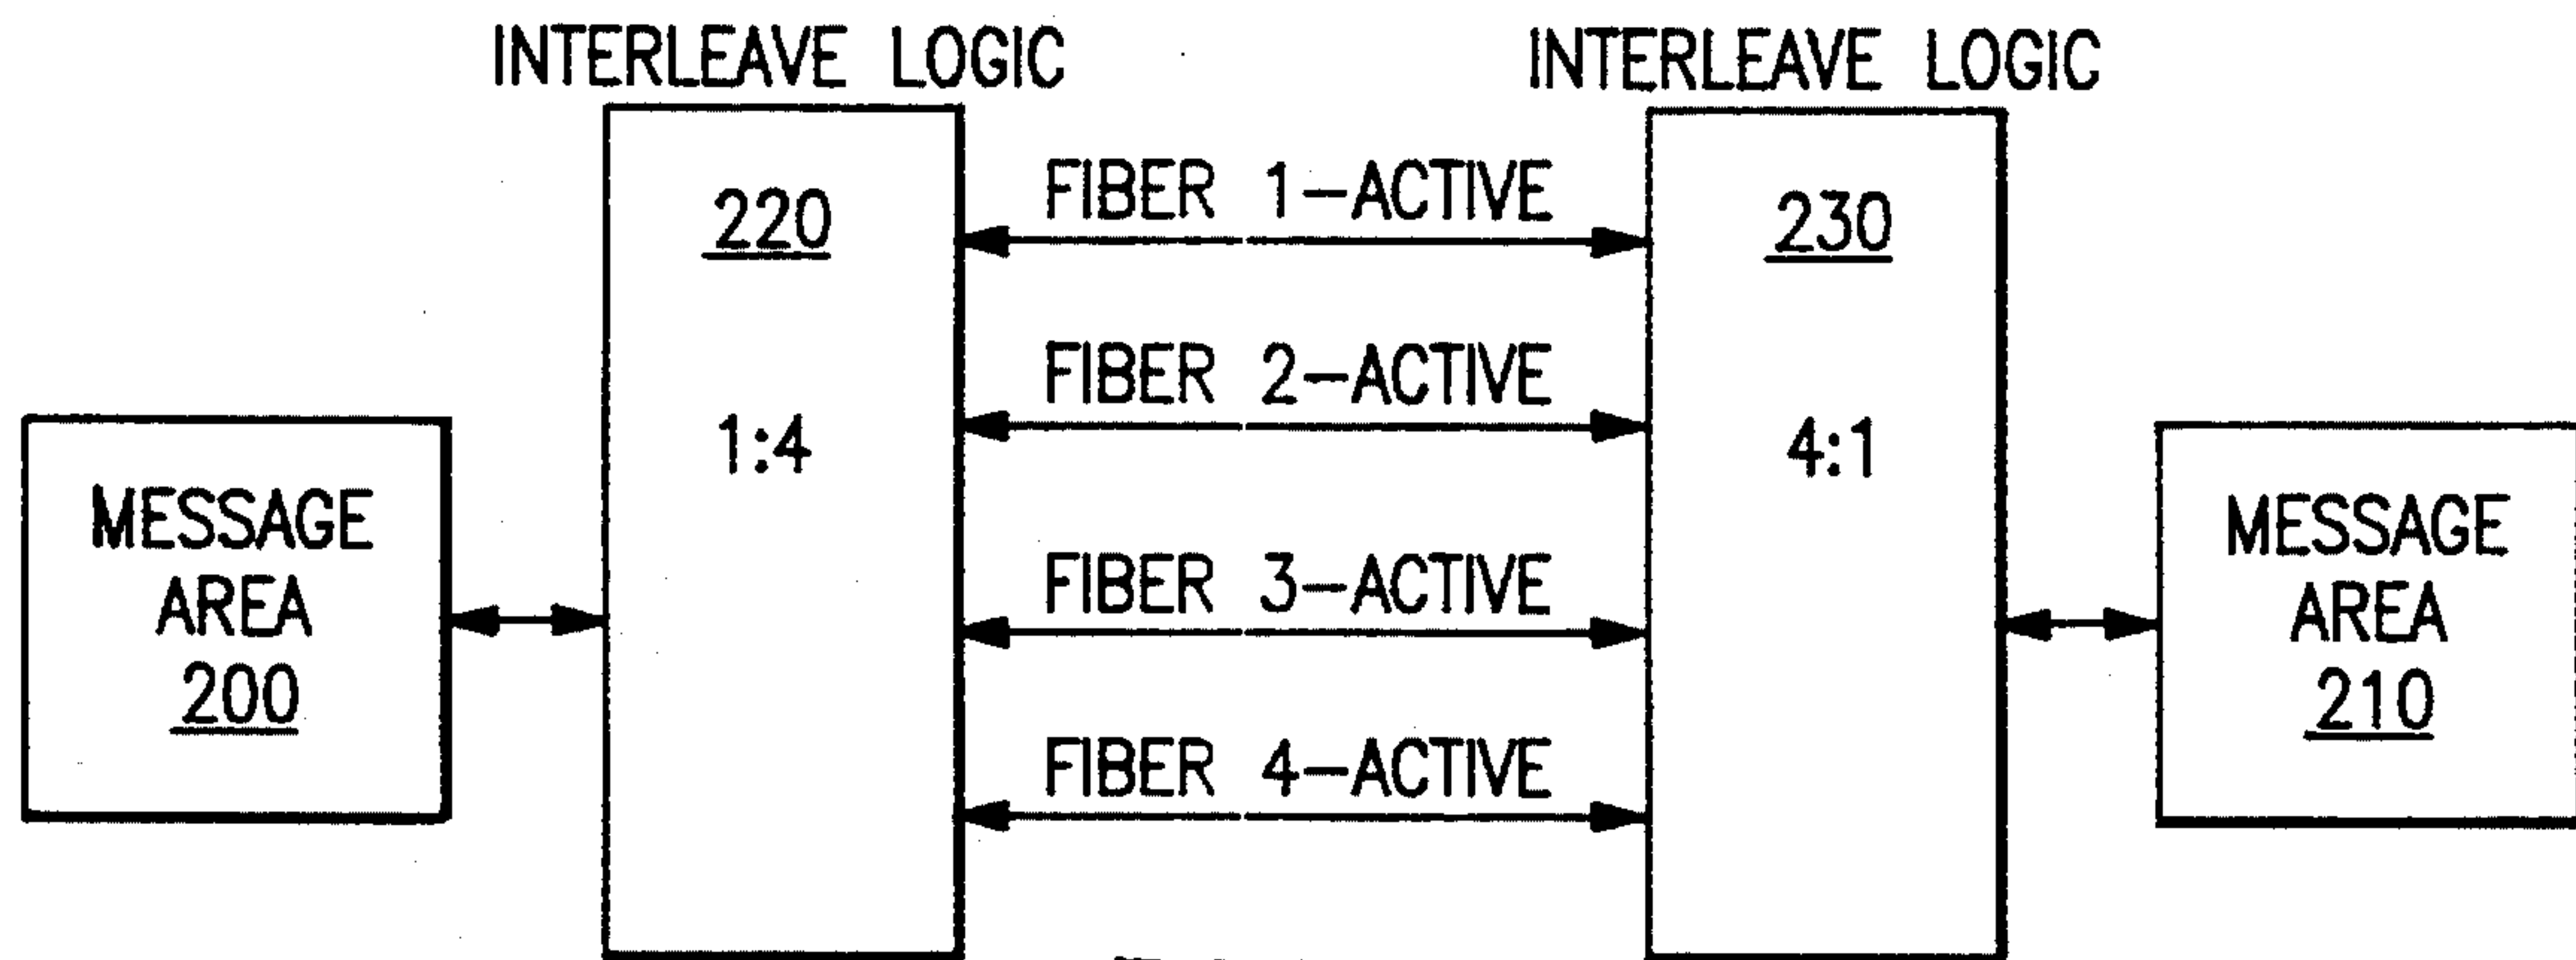 INTERLEAVE LOGIC
INTERLEAVE LOGIC
220
1:4
FIBER 1-ACTIVE
FIBER 2-ACTIVE
FIBER 3-ACTIVE
FIBER 4-ACTIVE
230
4:1
MESSAGE
AREA
200
MESSAGE
AREA
210